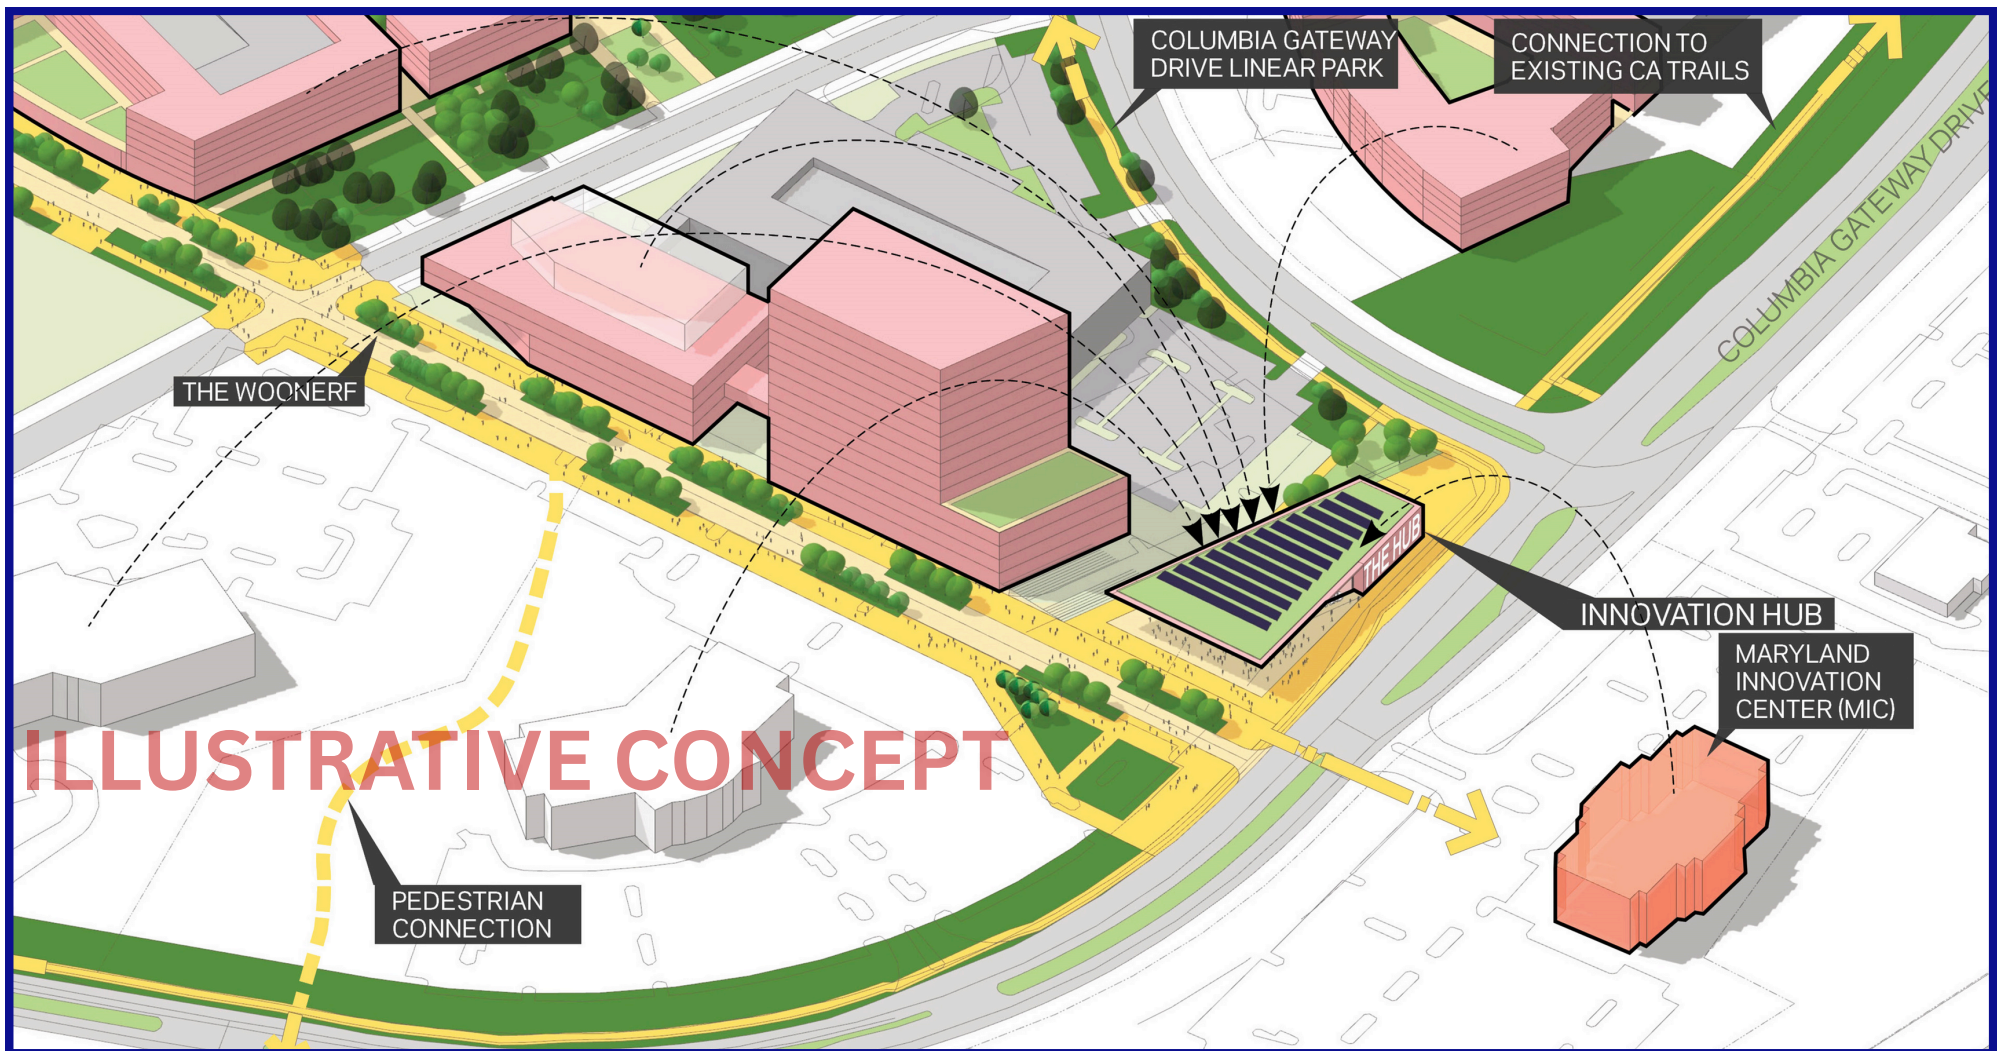 COLUMBIA GATEWAY
DRIVE LINEAR PARK
CONNECTION TO
EXISTING CA TRAILS
COLUMBIA GATEWAY DRIVE
THE WOONERF
THE HUB
INNOVATION HUB
MARYLAND
INNOVATION
CENTER (MIC)
ILLUSTRATIVE CONCEPT
PEDESTRIAN
CONNECTION